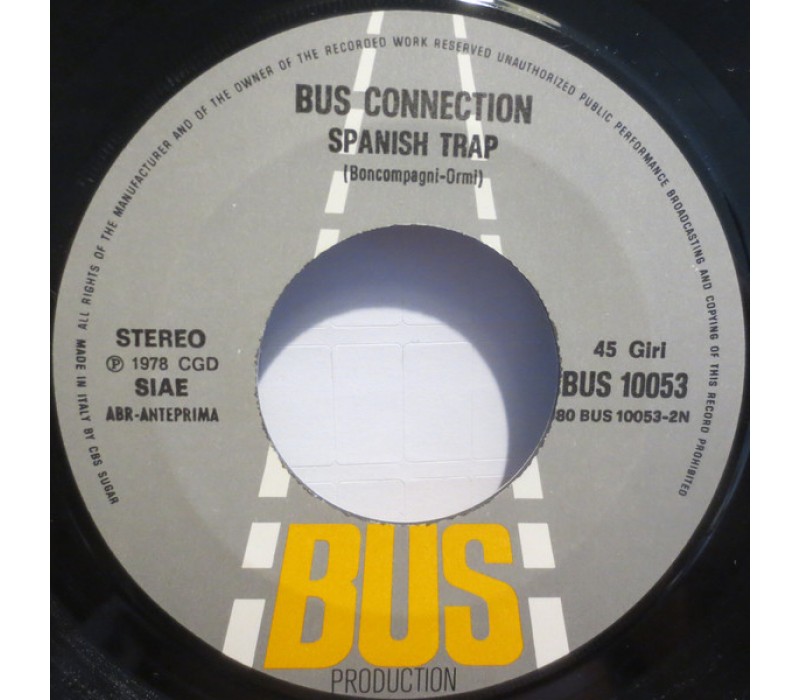 MADE IN ITALY BY CBS SUGAR ALL RIGHTS OF THE MANUFACTURER AND OF THE OWNER OF THE RECORDED WORK RESERVED UNAUTHORIZED PUBLIC PERFORMANCE BROADCASTING AND COPYING OF THIS RECORD PROHIBITED
BUS CONNECTION
SPANISH TRAP
(Boncompagni-Ormi)
STEREO
℗ 1978 CGD
SIAE
ABR-ANTEPRIMA
45 Giri
BUS 10053
80 BUS 10053-2N
BUS
PRODUCTION